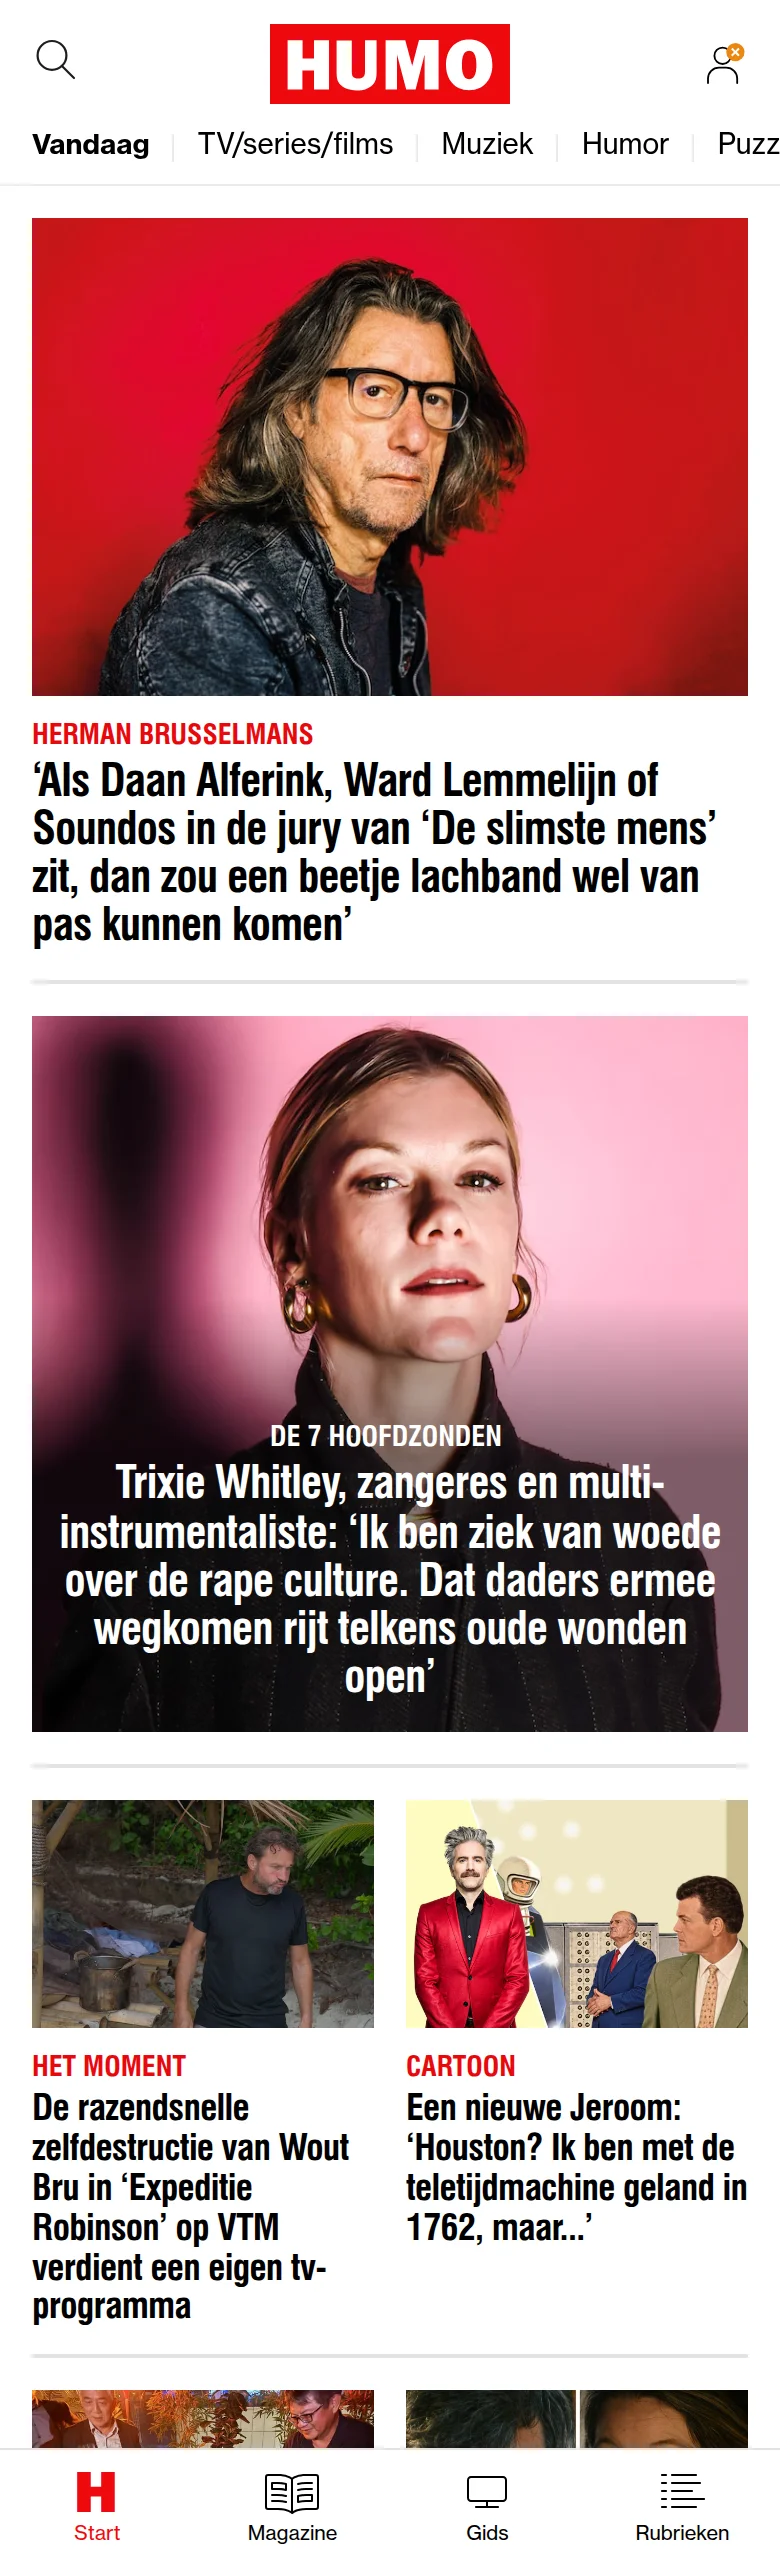 HUMO
Vandaag
TV/series/films
Muziek
Humor
Puzz
HERMAN BRUSSELMANS
‘Als Daan Alferink, Ward Lemmelijn of
Soundos in de jury van ‘De slimste mens’
zit, dan zou een beetje lachband wel van
pas kunnen komen’
DE 7 HOOFDZONDEN
Trixie Whitley, zangeres en multi-
instrumentaliste: ‘Ik ben ziek van woede
over de rape culture. Dat daders ermee
wegkomen rijt telkens oude wonden
open’
HET MOMENT
De razendsnelle
zelfdestructie van Wout
Bru in ‘Expeditie
Robinson’ op VTM
verdient een eigen tv-
programma
CARTOON
Een nieuwe Jeroom:
‘Houston? Ik ben met de
teletijdmachine geland in
1762, maar...’
H
Start
Magazine
Gids
Rubrieken